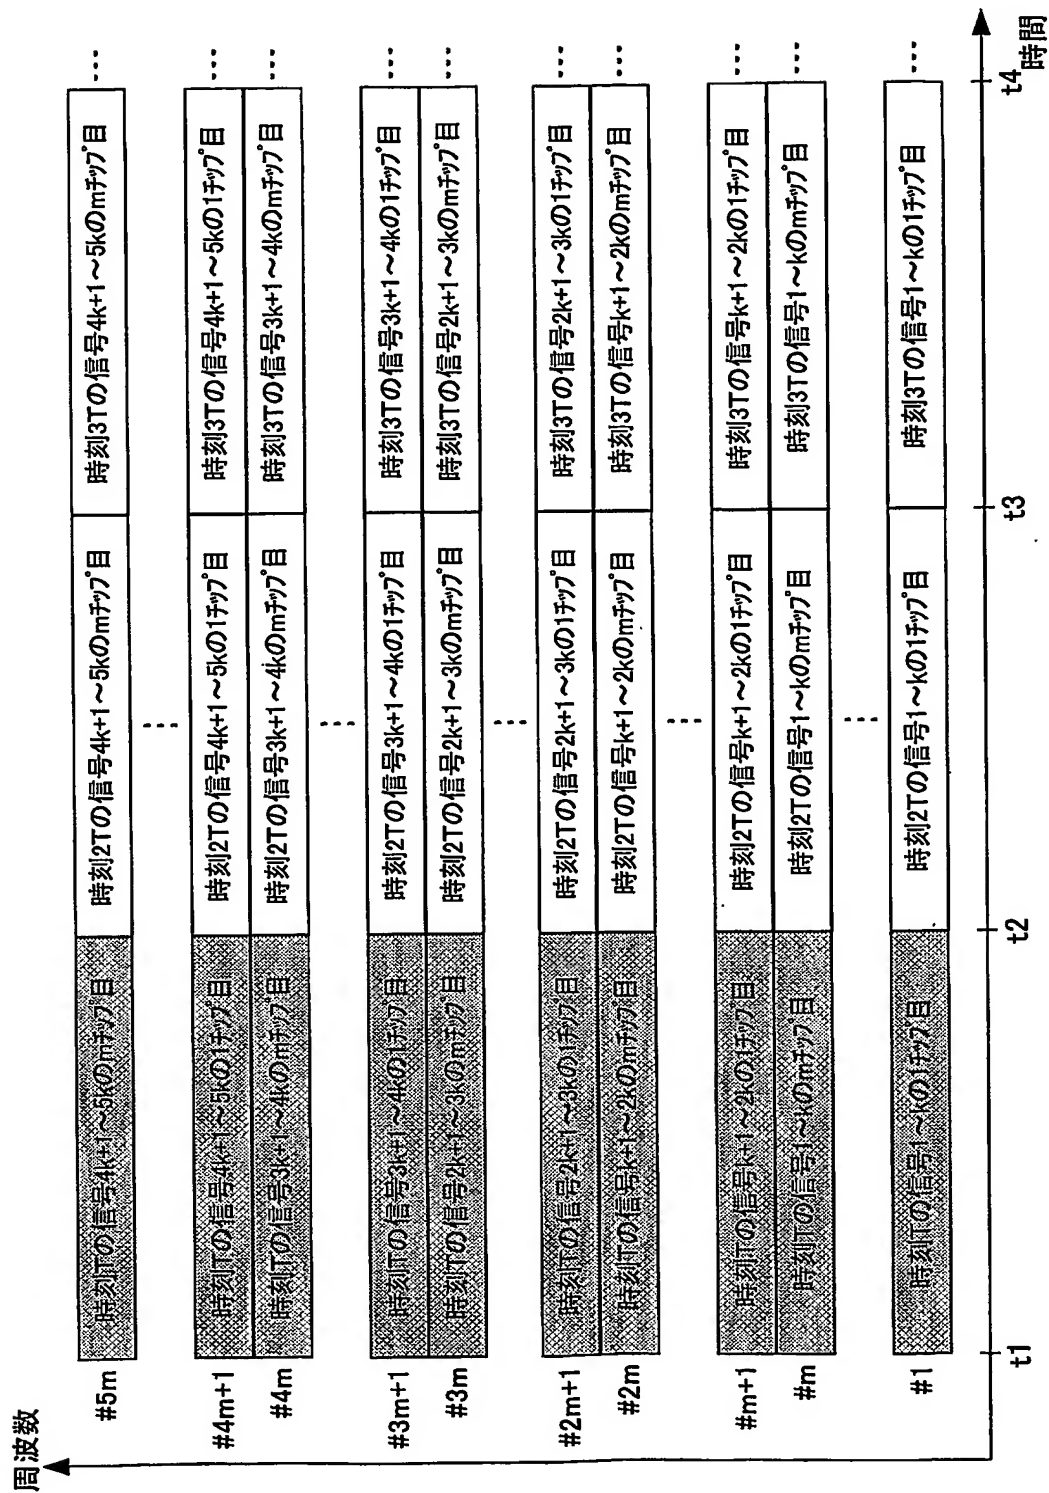 周波数
#5m 時刻Tの信号4k+1～5kのmチップ目 時刻2Tの信号4k+1～5kのmチップ目 時刻3Tの信号4k+1～5kのmチップ目 ...
#4m+1 時刻Tの信号4k+1～5kの1チップ目 時刻2Tの信号4k+1～5kの1チップ目 時刻3Tの信号4k+1～5kの1チップ目 ...
#4m 時刻Tの信号3k+1～4kのmチップ目 時刻2Tの信号3k+1～4kのmチップ目 時刻3Tの信号3k+1～4kのmチップ目 ...
#3m+1 時刻Tの信号3k+1～4kの1チップ目 時刻2Tの信号3k+1～4kの1チップ目 時刻3Tの信号3k+1～4kの1チップ目 ...
#3m 時刻Tの信号2k+1～3kのmチップ目 時刻2Tの信号2k+1～3kのmチップ目 時刻3Tの信号2k+1～3kのmチップ目 ...
#2m+1 時刻Tの信号2k+1～3kの1チップ目 時刻2Tの信号2k+1～3kの1チップ目 時刻3Tの信号2k+1～3kの1チップ目 ...
#2m 時刻Tの信号k+1～2kのmチップ目 時刻2Tの信号k+1～2kのmチップ目 時刻3Tの信号k+1～2kのmチップ目 ...
#m+1 時刻Tの信号k+1～2kの1チップ目 時刻2Tの信号k+1～2kの1チップ目 時刻3Tの信号k+1～2kの1チップ目 ...
#m 時刻Tの信号1～kのmチップ目 時刻2Tの信号1～kのmチップ目 時刻3Tの信号1～kのmチップ目 ...
#1 時刻Tの信号1～kの1チップ目 時刻2Tの信号1～kの1チップ目 時刻3Tの信号1～kの1チップ目 ...
t1 t2 t3 t4 時間